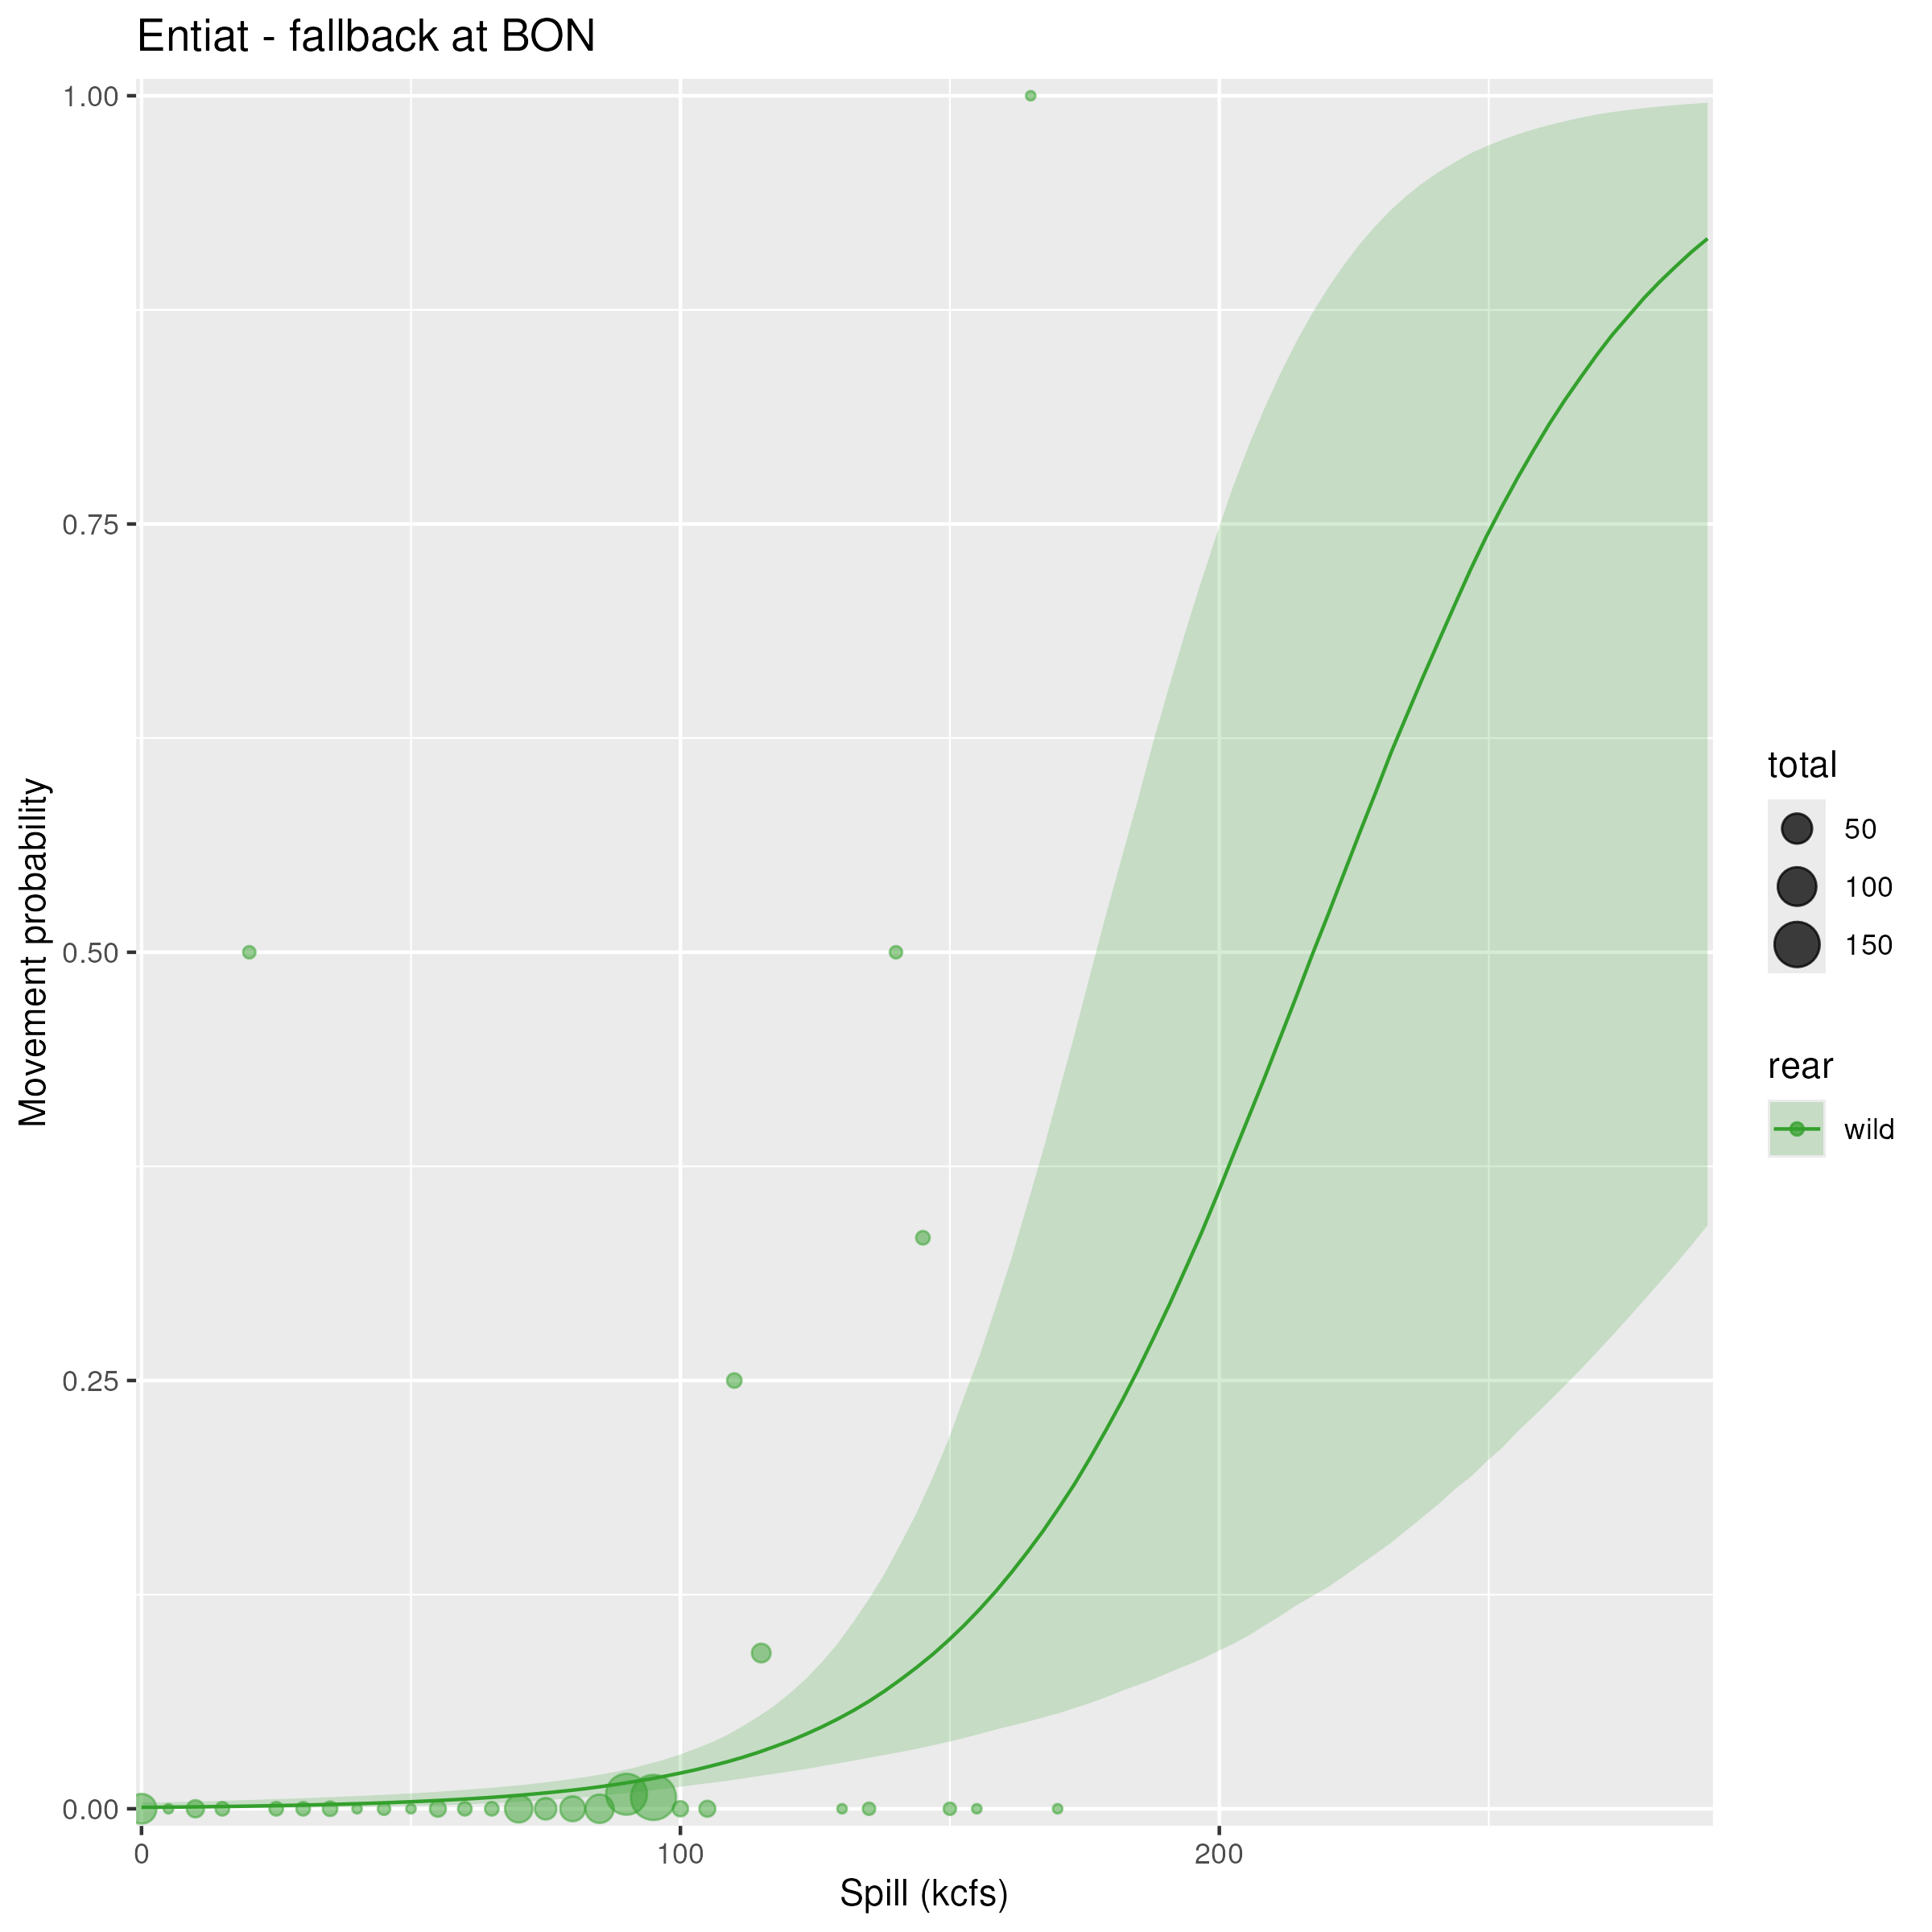 Entiat - fallback at BON
1.00
0.75
0.50
0.25
0.00
Movement probability
0
100
200
Spill (kcfs)
total
50
100
150
rear
wild